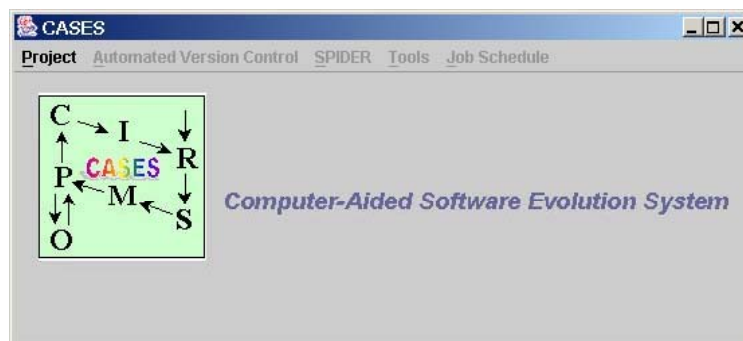 CASES
Project Automated Version Control SPIDER Tools Job Schedule
C
I
R
CASES
P
M
S
O
Computer-Aided Software Evolution System